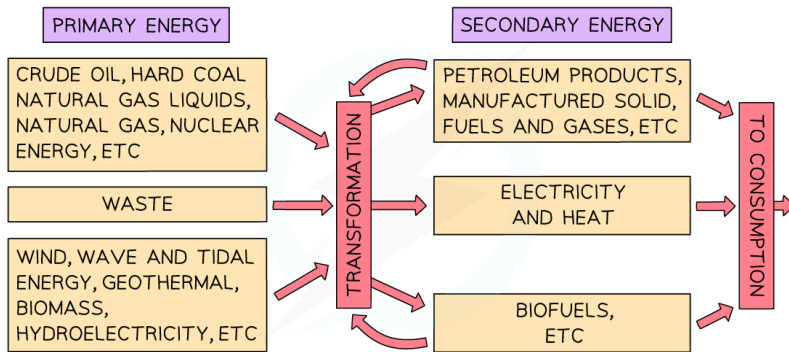 PRIMARY ENERGY
SECONDARY ENERGY
CRUDE OIL, HARD COAL
NATURAL GAS LIQUIDS,
NATURAL GAS, NUCLEAR
ENERGY, ETC
WASTE
WIND, WAVE AND TIDAL
ENERGY, GEOTHERMAL,
BIOMASS,
HYDROELECTRICITY, ETC
TRANSFORMATION
PETROLEUM PRODUCTS,
MANUFACTURED SOLID,
FUELS AND GASES, ETC
ELECTRICITY
AND HEAT
BIOFUELS,
ETC
TO CONSUMPTION